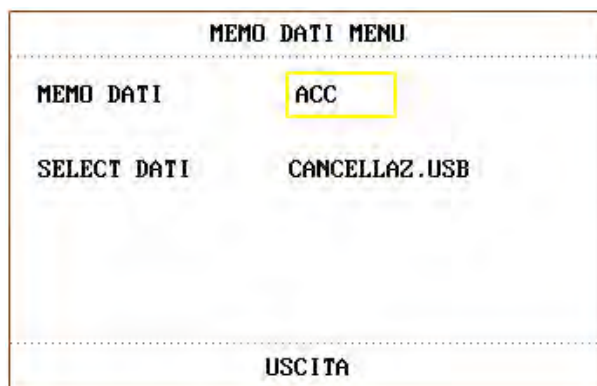 MEMO DATI MENU
MEMO DATI ACC
SELECT DATI CANCELLAZ.USB
USCITA